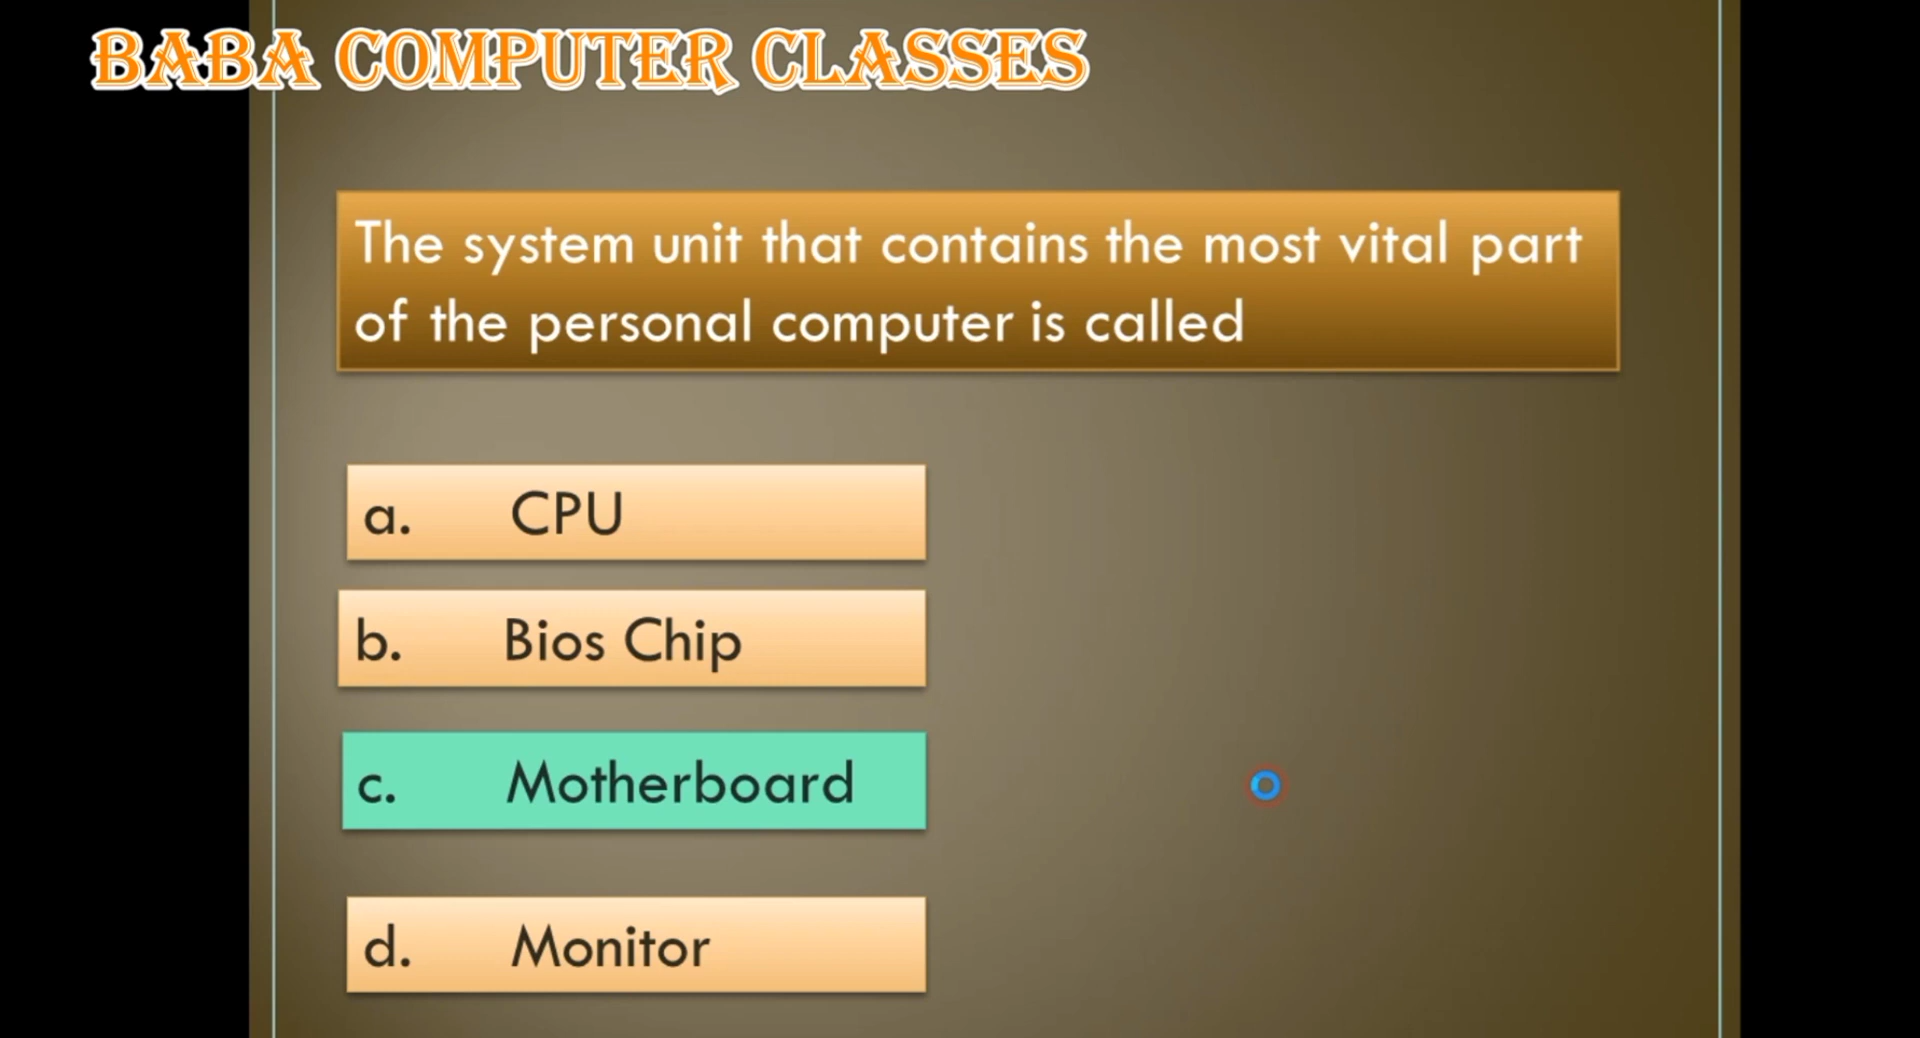 BABA COMPUTER CLASSES
The system unit that contains the most vital part
of the personal computer is called
a. CPU
b. Bios Chip
c. Motherboard
d. Monitor